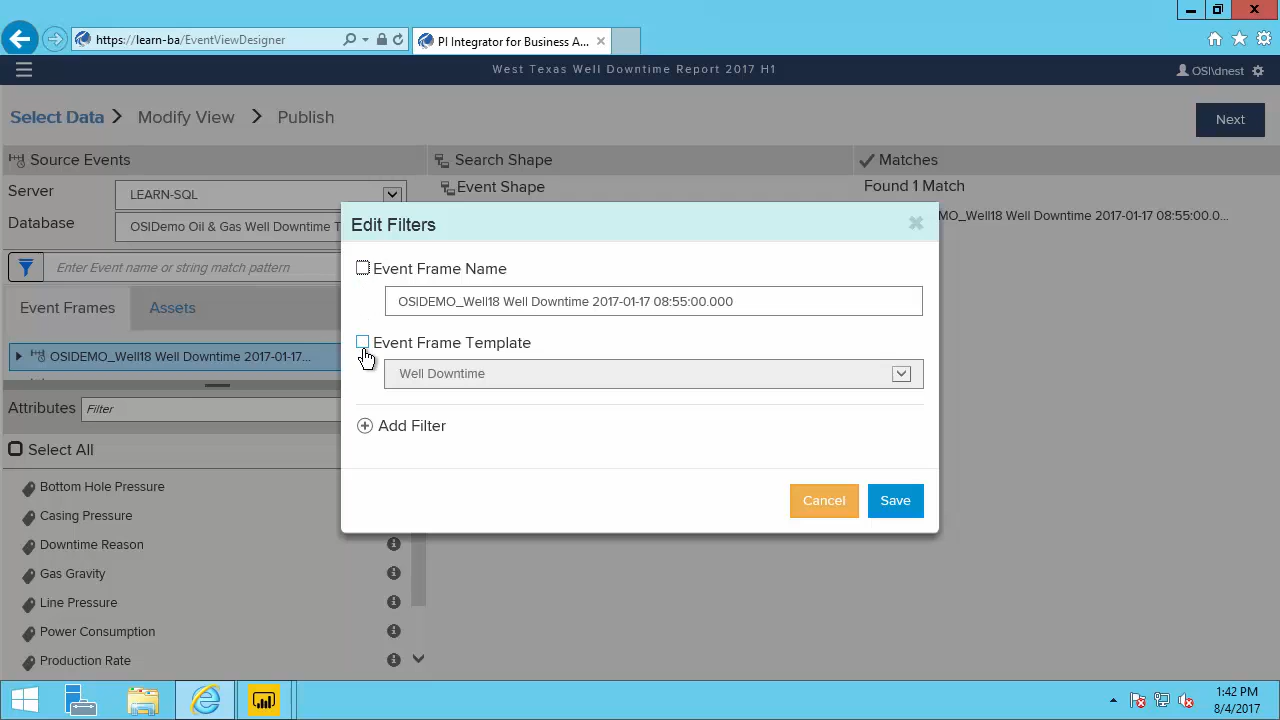 https://learn-ba/EventViewDesigner
PI Integrator for Business A...
West Texas Well Downtime Report 2017 H1
OSI\dnest
Select Data
Modify View
Publish
Next
Source Events
Search Shape
Matches
Server
LEARN-SQL
Event Shape
Found 1 Match
Database
OSIDemo Oil & Gas Well Downtime T
MO_Well18 Well Downtime 2017-01-17 08:55:00.0...
Enter Event name or string match pattern
Event Frames
Assets
OSIDEMO_Well18 Well Downtime 2017-01-17...
Attributes
Filter
Select All
Bottom Hole Pressure
Casing Pressure
Downtime Reason
Gas Gravity
Line Pressure
Power Consumption
Production Rate
Edit Filters
Event Frame Name
OSIDEMO_Well18 Well Downtime 2017-01-17 08:55:00.000
Event Frame Template
Well Downtime
Add Filter
Cancel
Save
1:42 PM
8/4/2017